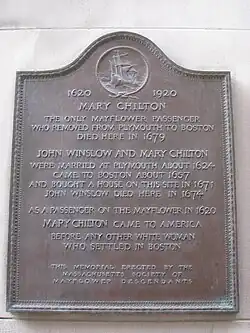 1620 1920
MARY CHILTON
THE ONLY MAYFLOWER PASSENGER
WHO REMOVED FROM PLYMOUTH TO BOSTON
DIED HERE IN 1679
JOHN WINSLOW AND MARY CHILTON
WERE MARRIED AT PLYMOUTH ABOUT 1624
CAME TO BOSTON ABOUT 1657
AND BOUGHT A HOUSE ON THIS SITE IN 1671
JOHN WINSLOW DIED HERE IN 1674
AS A PASSENGER ON THE MAYFLOWER IN 1620
MARY CHILTON CAME TO AMERICA
BEFORE ANY OTHER WHITE WOMAN
WHO SETTLED IN BOSTON
THIS MEMORIAL ERECTED BY THE
MASSACHUSETTS SOCIETY OF
MAYFLOWER DESCENDANTS